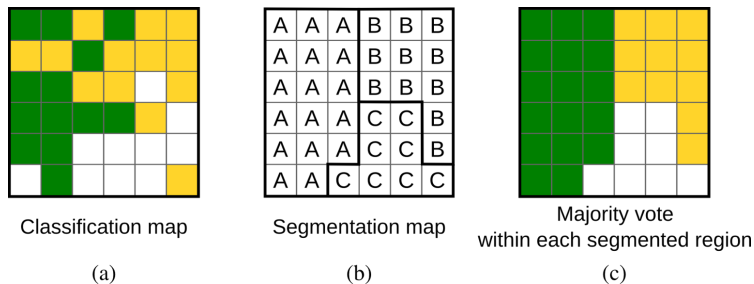 A A A B B B
A A A B B B
A A A B B B
A A A C C B
A A A C C B
A A C C C C
Classification map
Segmentation map
Majority vote
within each segmented region
(a)
(b)
(c)